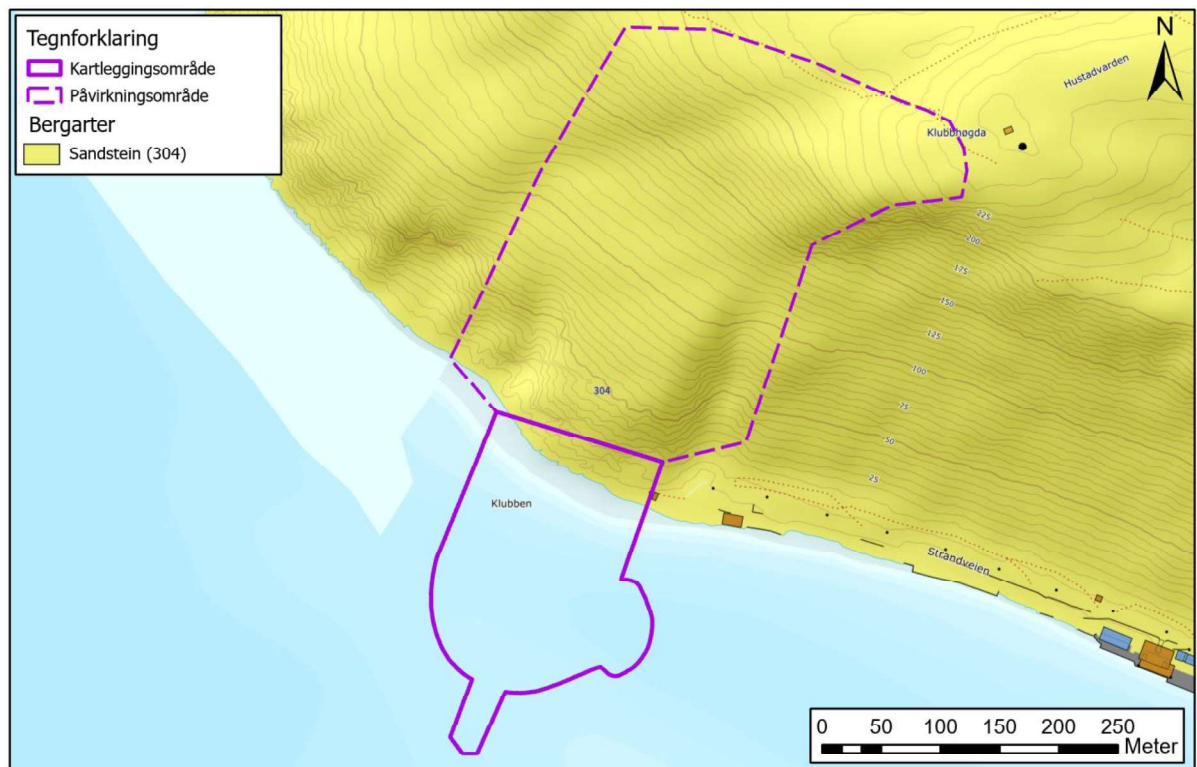 Tegnforklaring
Kartleggingsområde
Påvirkningsområde
Bergarter
Sandstein (304)
N
Hustadvarden
Klubbhøgda
225
200
175
150
125
100
75
50
25
304
Klubben
Strandveien
0 50 100 150 200 250
Meter